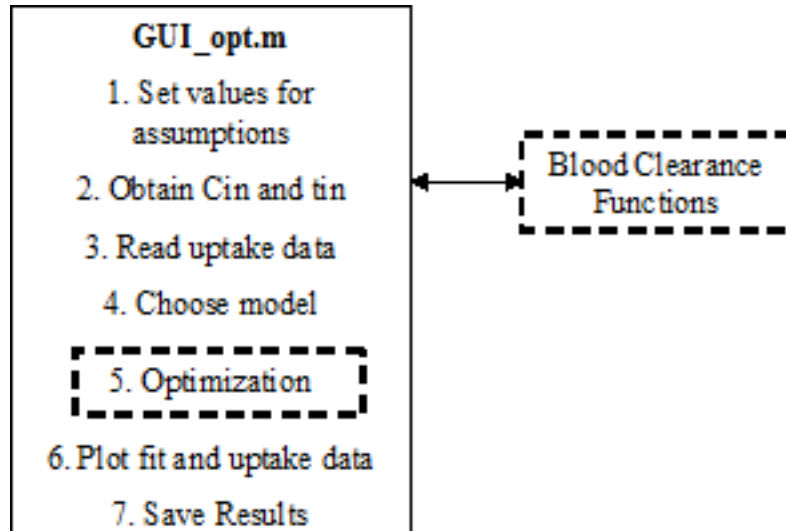 GUI_opt.m
1. Set values for
assumptions
2. Obtain Cin and tin
3. Read uptake data
4. Choose model
5. Optimization
6. Plot fit and uptake data
7. Save Results
Blood Clearance
Functions